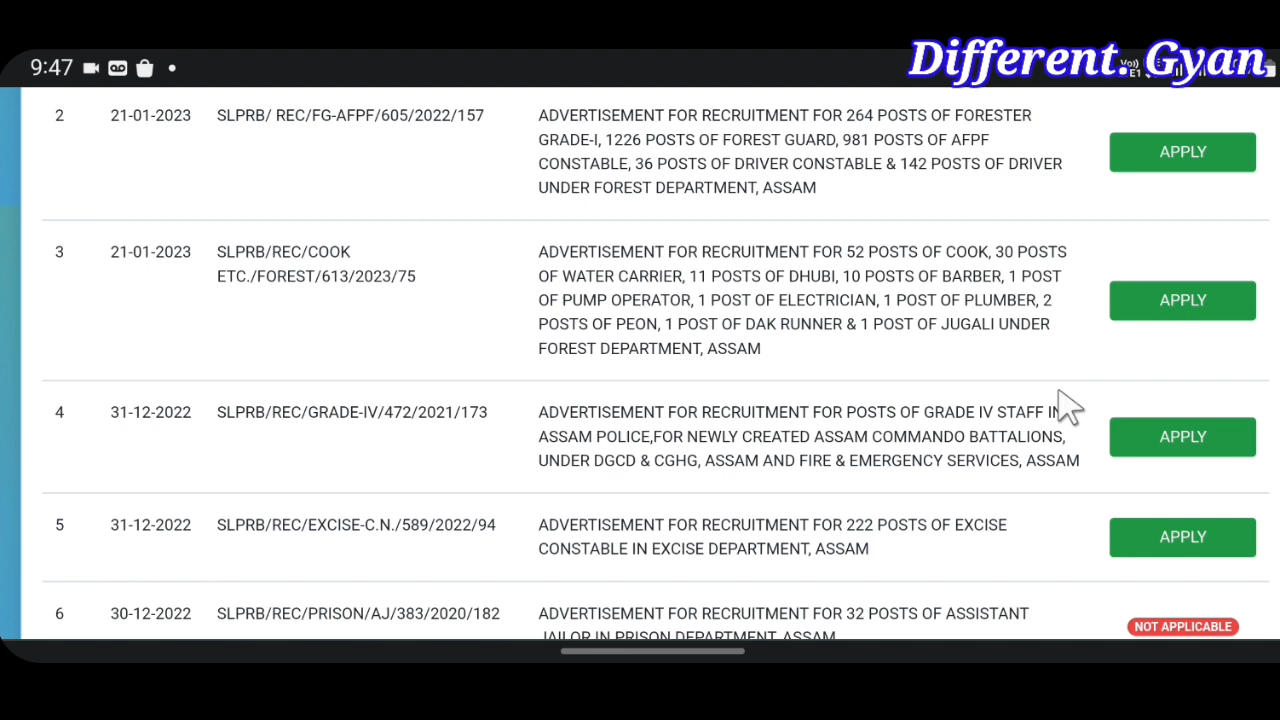 Different. Gyan
9:47
2
21-01-2023
SLPRB/ REC/FG-AFPF/605/2022/157
ADVERTISEMENT FOR RECRUITMENT FOR 264 POSTS OF FORESTER
GRADE-I, 1226 POSTS OF FOREST GUARD, 981 POSTS OF AFPF
CONSTABLE, 36 POSTS OF DRIVER CONSTABLE & 142 POSTS OF DRIVER
UNDER FOREST DEPARTMENT, ASSAM
APPLY
3
21-01-2023
SLPRB/REC/COOK
ETC./FOREST/613/2023/75
ADVERTISEMENT FOR RECRUITMENT FOR 52 POSTS OF COOK, 30 POSTS
OF WATER CARRIER, 11 POSTS OF DHUBI, 10 POSTS OF BARBER, 1 POST
OF PUMP OPERATOR, 1 POST OF ELECTRICIAN, 1 POST OF PLUMBER, 2
POSTS OF PEON, 1 POST OF DAK RUNNER & 1 POST OF JUGALI UNDER
FOREST DEPARTMENT, ASSAM
APPLY
4
31-12-2022
SLPRB/REC/GRADE-IV/472/2021/173
ADVERTISEMENT FOR RECRUITMENT FOR POSTS OF GRADE IV STAFF IN
ASSAM POLICE,FOR NEWLY CREATED ASSAM COMMANDO BATTALIONS,
UNDER DGCD & CGHG, ASSAM AND FIRE & EMERGENCY SERVICES, ASSAM
APPLY
5
31-12-2022
SLPRB/REC/EXCISE-C.N./589/2022/94
ADVERTISEMENT FOR RECRUITMENT FOR 222 POSTS OF EXCISE
CONSTABLE IN EXCISE DEPARTMENT, ASSAM
APPLY
6
30-12-2022
SLPRB/REC/PRISON/AJ/383/2020/182
ADVERTISEMENT FOR RECRUITMENT FOR 32 POSTS OF ASSISTANT
JAILOR IN PRISON DEPARTMENT, ASSAM
NOT APPLICABLE